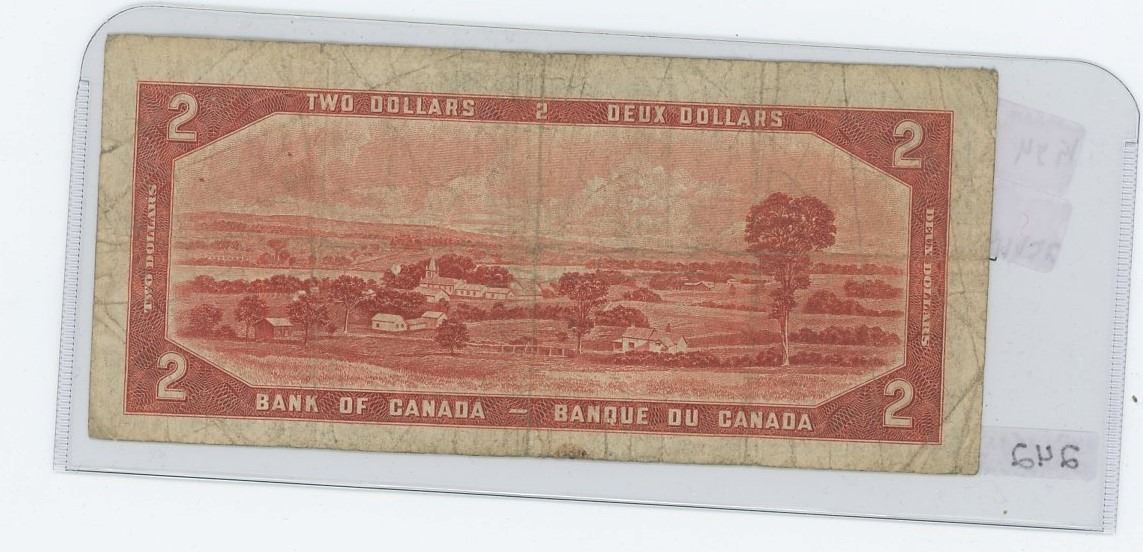 2 TWO DOLLARS 2 DEUX DOLLARS 2
TWO DOLLARS
DEUX DOLLARS
2 BANK OF CANADA — BANQUE DU CANADA 2